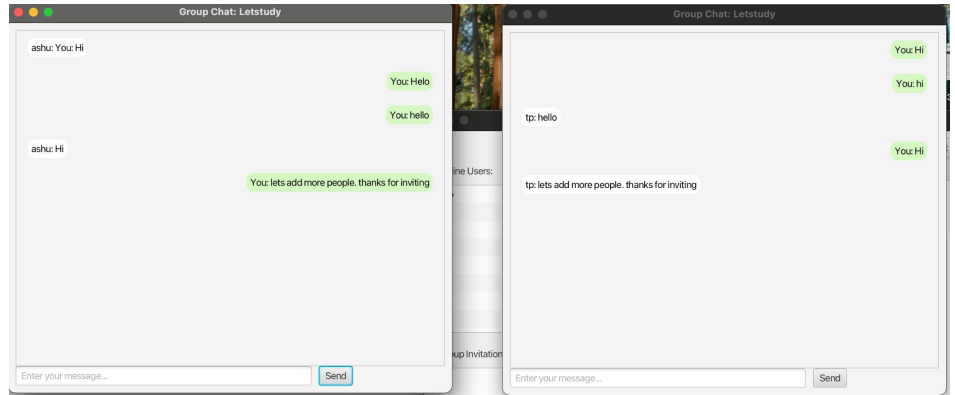 Group Chat: Letstudy
ashu: You: Hi
You: Helo
You: hello
ashu: Hi
You: lets add more people. thanks for inviting
Enter your message...
Send
ine Users:
oup Invitation
Group Chat: Letstudy
You: Hi
You: hi
tp: hello
You: Hi
tp: lets add more people. thanks for inviting
Enter your message...
Send